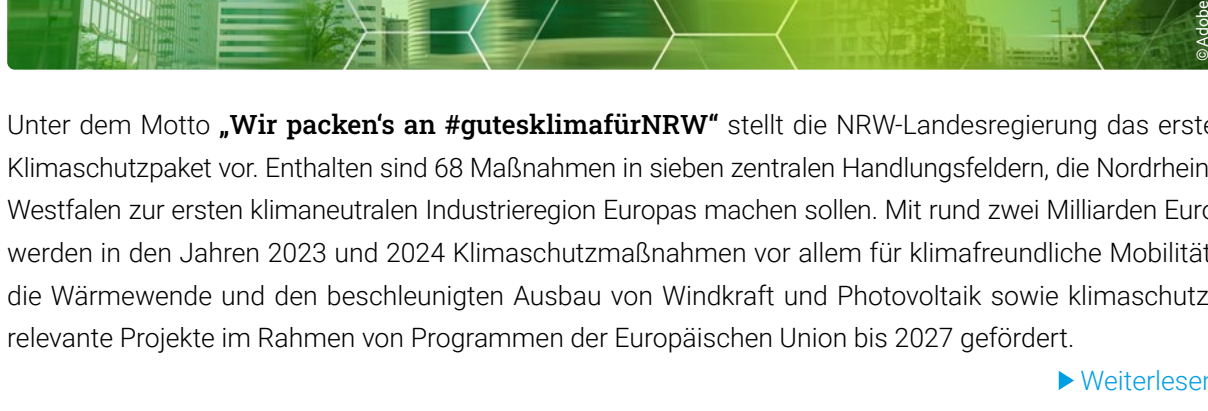 © Adobe
Unter dem Motto „Wir packen's an #gutesklimafürNRW“ stellt die NRW-Landesregierung das erste
Klimaschutzpaket vor. Enthalten sind 68 Maßnahmen in sieben zentralen Handlungsfeldern, die Nordrhein
Westfalen zur ersten klimaneutralen Industrieregion Europas machen sollen. Mit rund zwei Milliarden Euro
werden in den Jahren 2023 und 2024 Klimaschutzmaßnahmen vor allem für klimafreundliche Mobilität
die Wärmewende und den beschleunigten Ausbau von Windkraft und Photovoltaik sowie klimaschutz
relevante Projekte im Rahmen von Programmen der Europäischen Union bis 2027 gefördert.
▶ Weiterlesen